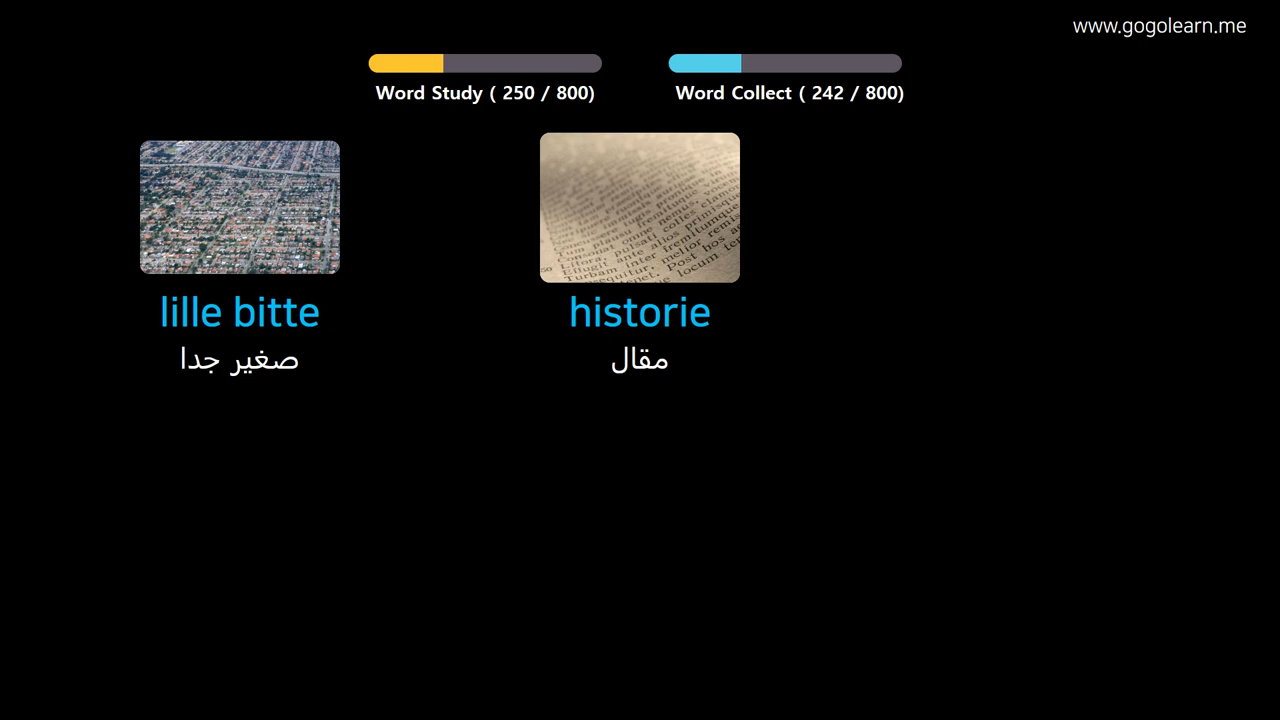 www.gogolearn.me
Word Study ( 250 / 800)
Word Collect ( 242 / 800)
lille bitte
صغير جدا
historie
مقال